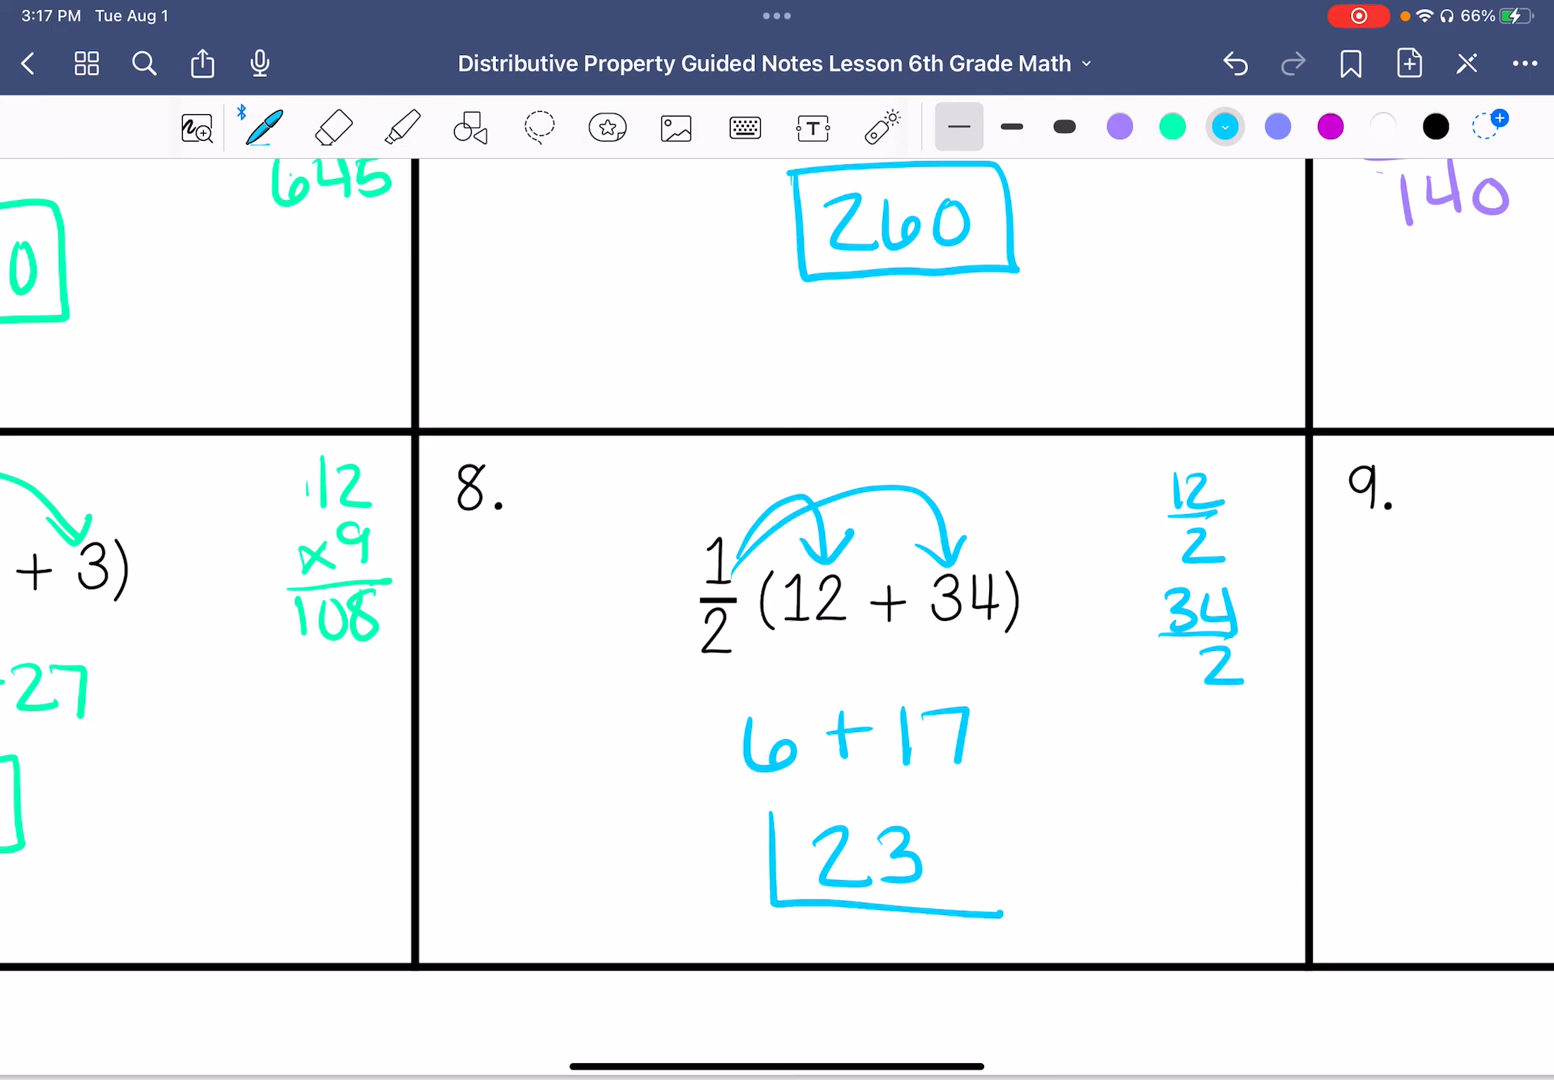 3:17 PM Tue Aug 1
66%
Distributive Property Guided Notes Lesson 6th Grade Math
645
0
260
140
+ 3)
12
x9
108
27
8.
1/2 (12 + 34)
12/2
34/2
6 + 17
23
9.